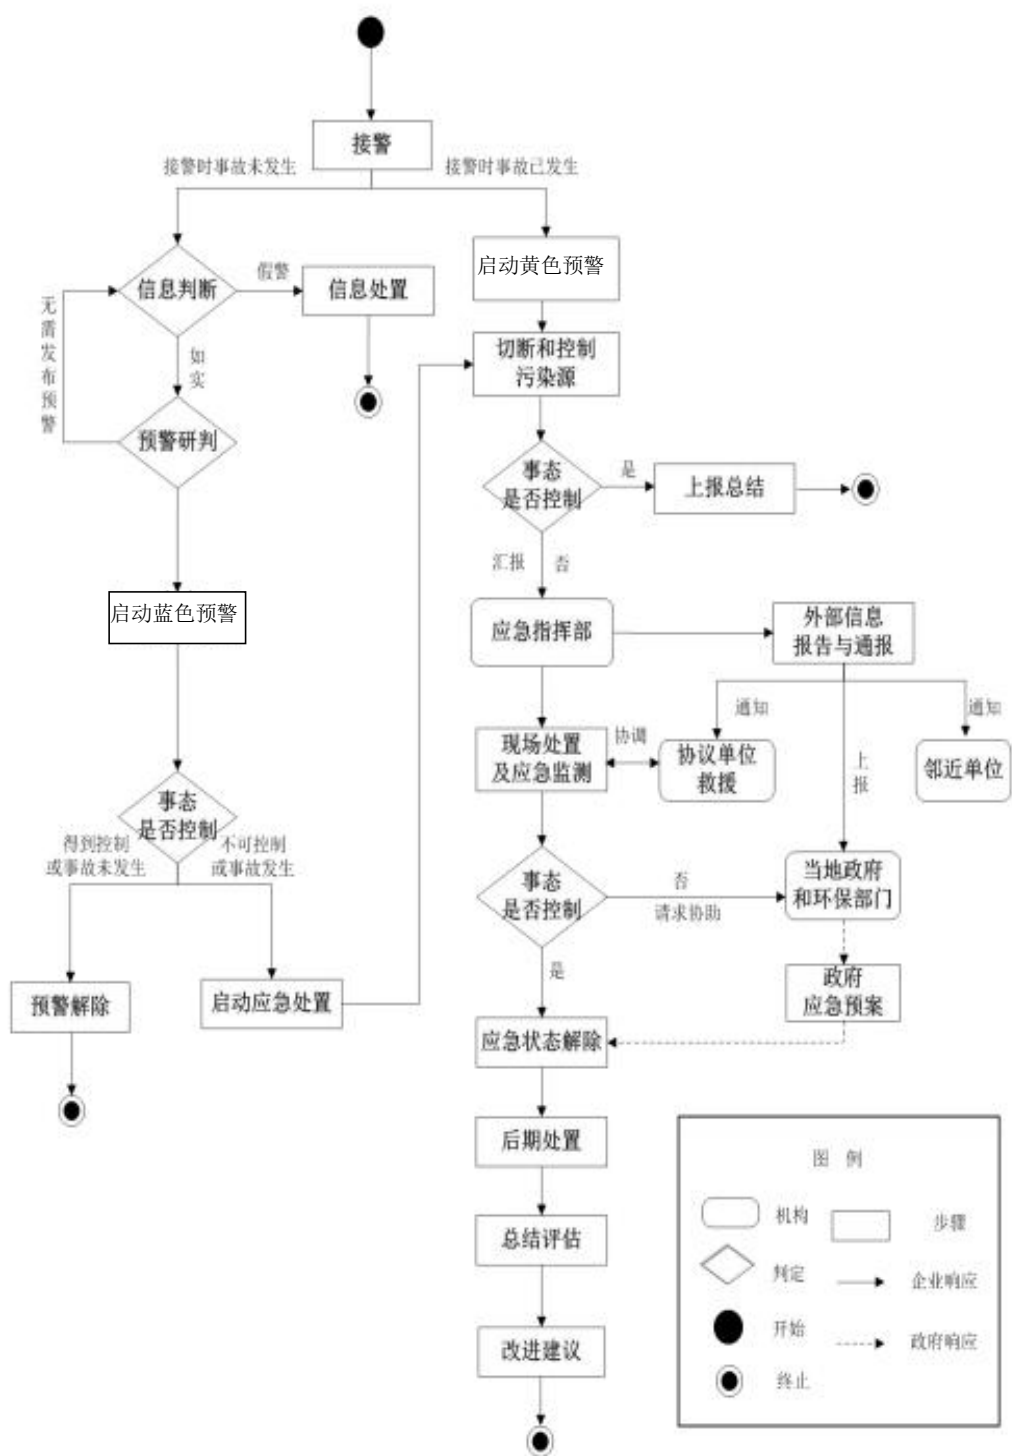 接警
接警时事故未发生
接警时事故已发生
信息判断
假警
信息处置
启动黄色预警
无需发布预警
如实
切断和控制
污染源
预警研判
事态
是否控制
是
上报总结
汇报
否
启动蓝色预警
应急指挥部
外部信息
报告与通报
通知
通知
现场处置
及应急监测
协调
协议单位
救援
上报
邻近单位
事态
是否控制
得到控制
或事故未发生
不可控制
或事故发生
事态
是否控制
否
请求协助
当地政府
和环保部门
是
预警解除
启动应急处置
政府
应急预案
应急状态解除
后期处置
总结评估
改进建议
图 例
机构
步骤
判定
企业响应
开始
政府响应
终止